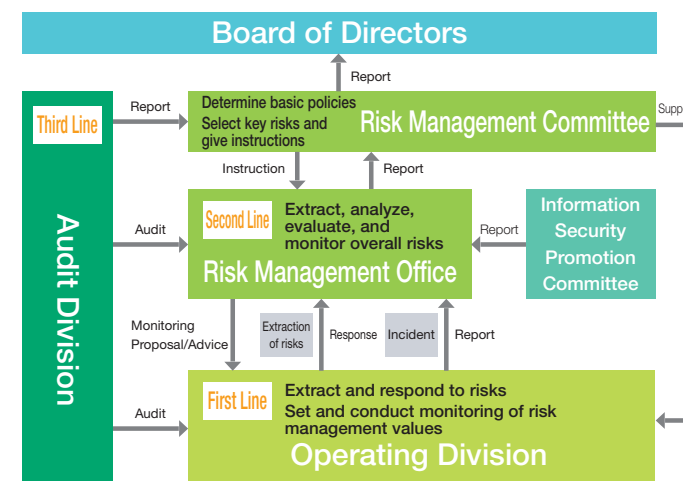 Board of Directors
Report
Third Line
Report
Determine basic policies
Select key risks and
give instructions
Risk Management Committee
Supp
Instruction
Report
Audit Division
Audit
Second Line
Extract, analyze,
evaluate, and
monitor overall risks
Risk Management Office
Report
Information
Security
Promotion
Committee
Monitoring
Proposal/Advice
Extraction
of risks
Response
Incident
Report
Audit
First Line
Extract and respond to risks
Set and conduct monitoring of risk
management values
Operating Division